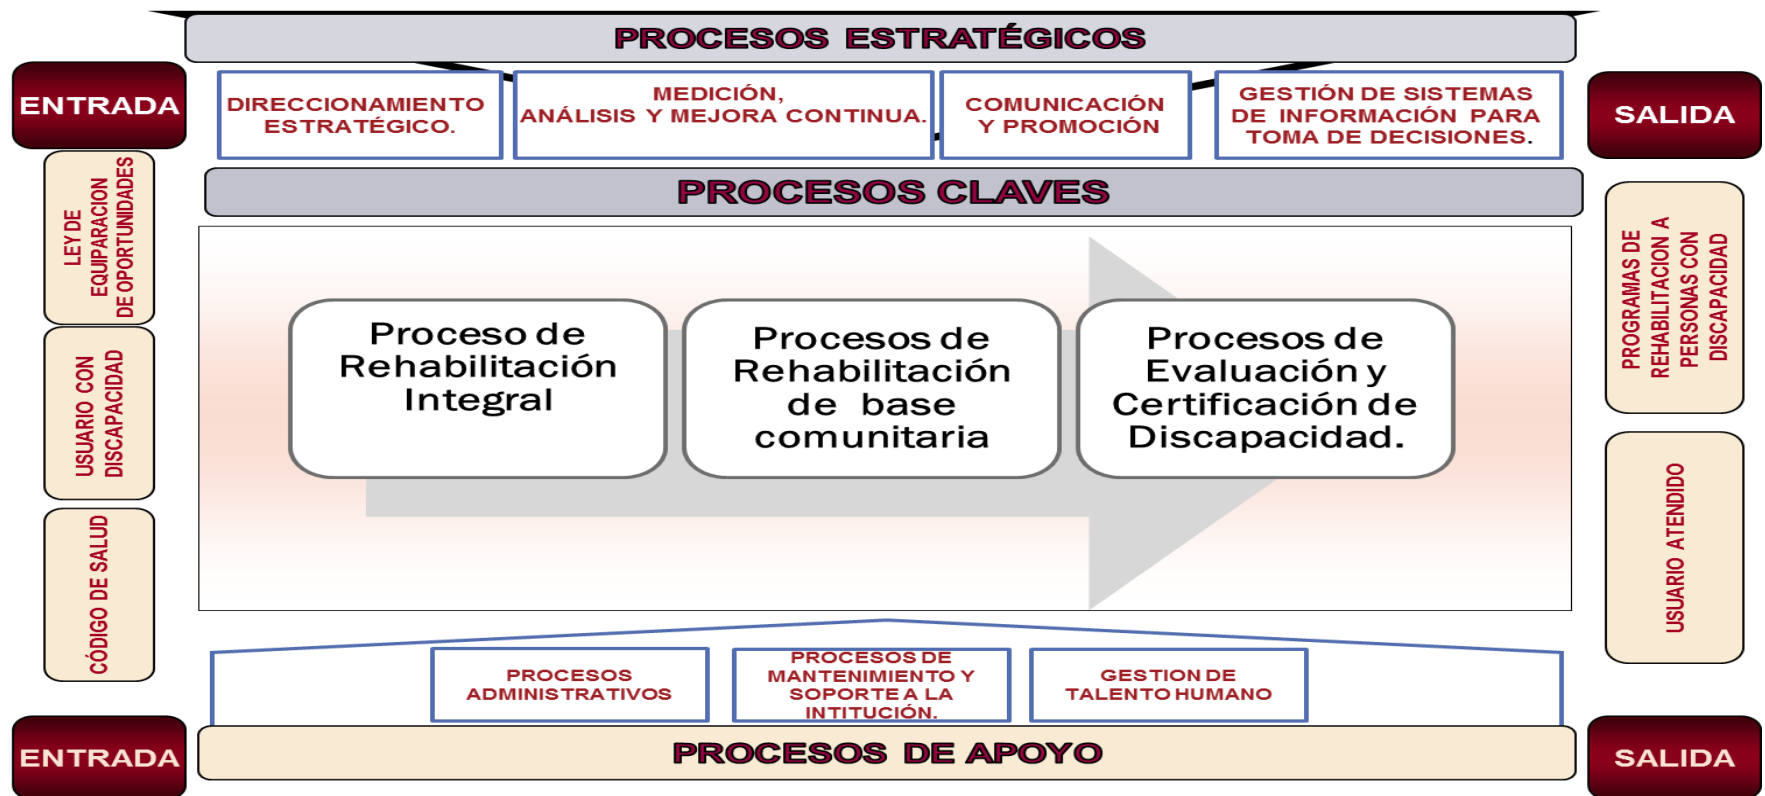 PROCESOS ESTRATÉGICOS
ENTRADA
DIRECCIONAMIENTO
ESTRATÉGICO.
MEDICIÓN,
ANÁLISIS Y MEJORA CONTINUA.
COMUNICACIÓN
Y PROMOCIÓN
GESTIÓN DE SISTEMAS
DE INFORMACIÓN PARA
TOMA DE DECISIONES.
SALIDA
PROCESOS CLAVES
LEY DE
EQUIPARACION
DE OPORTUNIDADES
USUARIO CON
DISCAPACIDAD
CÓDIGO DE SALUD
Proceso de
Rehabilitación
Integral
Procesos de
Rehabilitación
de base
comunitaria
Procesos de
Evaluación y
Certificación de
Discapacidad.
PROGRAMAS DE
REHABILITACION A
PERSONAS CON
DISCAPACIDAD
USUARIO ATENDIDO
PROCESOS
ADMINISTRATIVOS
PROCESOS DE
MANTENIMIENTO Y
SOPORTE A LA
INTITUCIÓN.
GESTION DE
TALENTO HUMANO
ENTRADA
PROCESOS DE APOYO
SALIDA